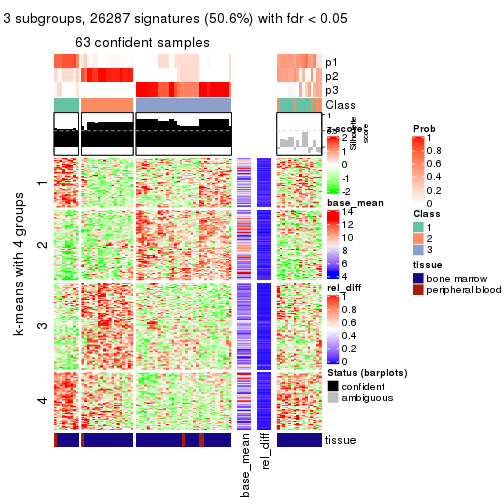 3 subgroups, 26287 signatures (50.6%) with fdr < 0.05
63 confident samples
p1
p2
p3
Class
1
Silhouette
score
z-score
2
1
0
-1
-2
base_mean
14
12
10
8
6
4
rel_diff
1
0.8
0.6
0.4
0.2
0
Status (barplots)
confident
ambiguous
Prob
1
0.8
0.6
0.4
0.2
0
Class
1
2
3
tissue
bone marrow
peripheral blood
k-means with 4 groups
1
2
3
4
tissue
base_mean
rel_diff